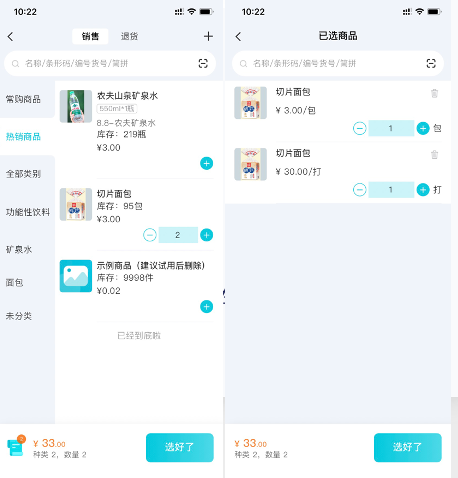 10:22
销售
退货
名称/条形码/编号货号/简拼
常购商品
热销商品
全部类别
功能性饮料
矿泉水
面包
未分类
农夫山泉矿泉水
550ml*1瓶
8.8-农夫矿泉水
库存：219瓶
¥3.00
切片面包
库存：95包
¥3.00
2
示例商品（建议试用后删除）
库存：9998件
¥0.02
已经到底啦
¥ 33.00
种类 2，数量 2
选好了
10:22
已选商品
名称/条形码/编号货号/简拼
切片面包
¥ 3.00/包
1 包
切片面包
¥ 30.00/打
1 打
¥ 33.00
种类 2，数量 2
选好了